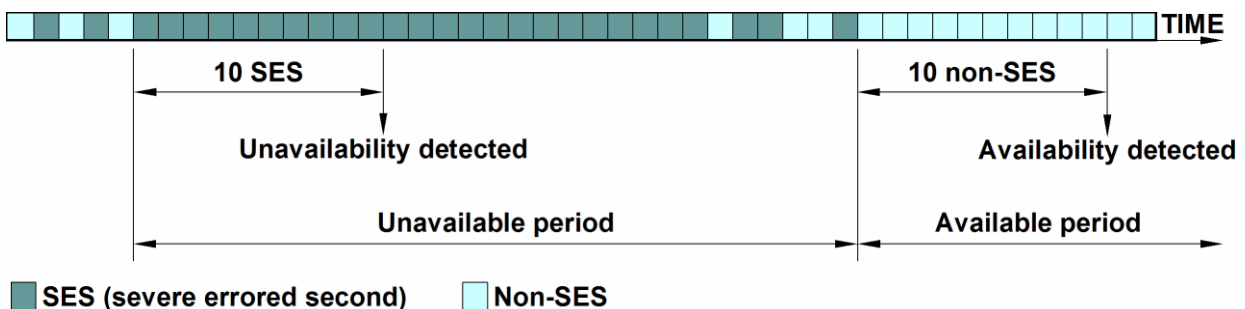 TIME
10 SES
10 non-SES
Unavailability detected
Availability detected
Unavailable period
Available period
SES (severe errored second)
Non-SES